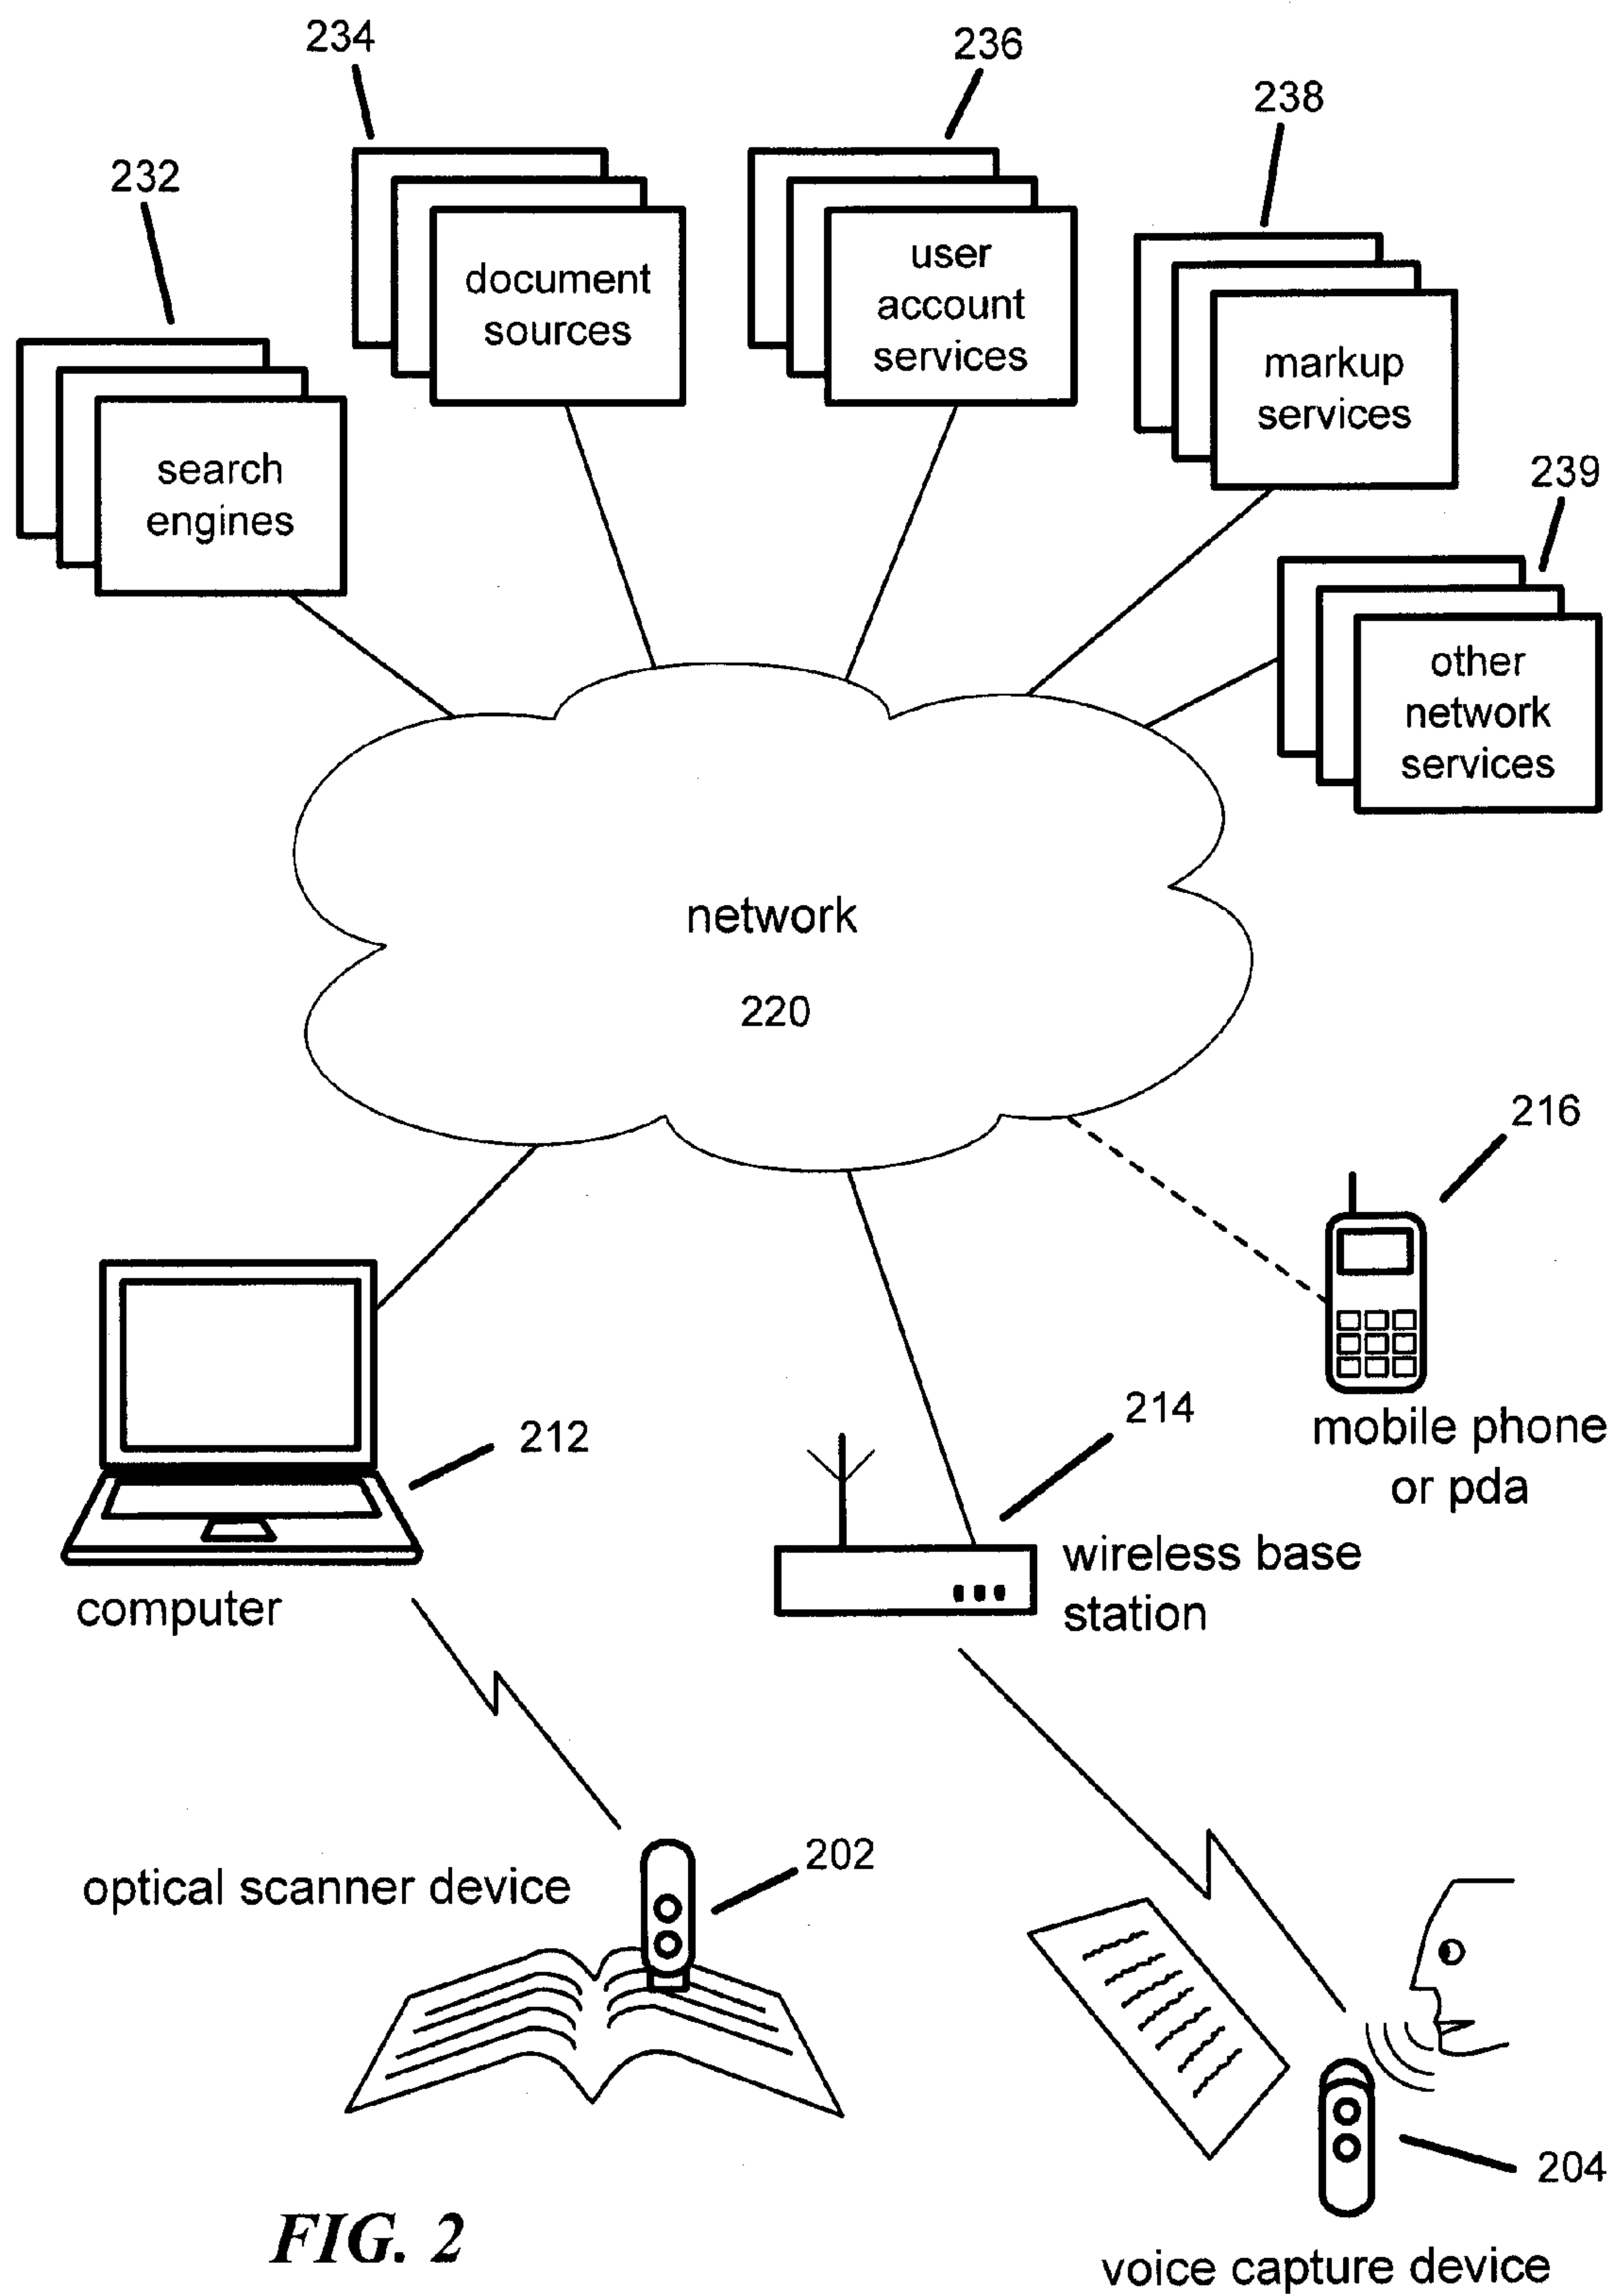 234
236
238
232
document
sources
user
account
services
markup
services
239
search
engines
other
network
services
network
220
216
mobile phone
or pda
214
212
wireless base
station
computer
202
optical scanner device
204
FIG. 2
voice capture device